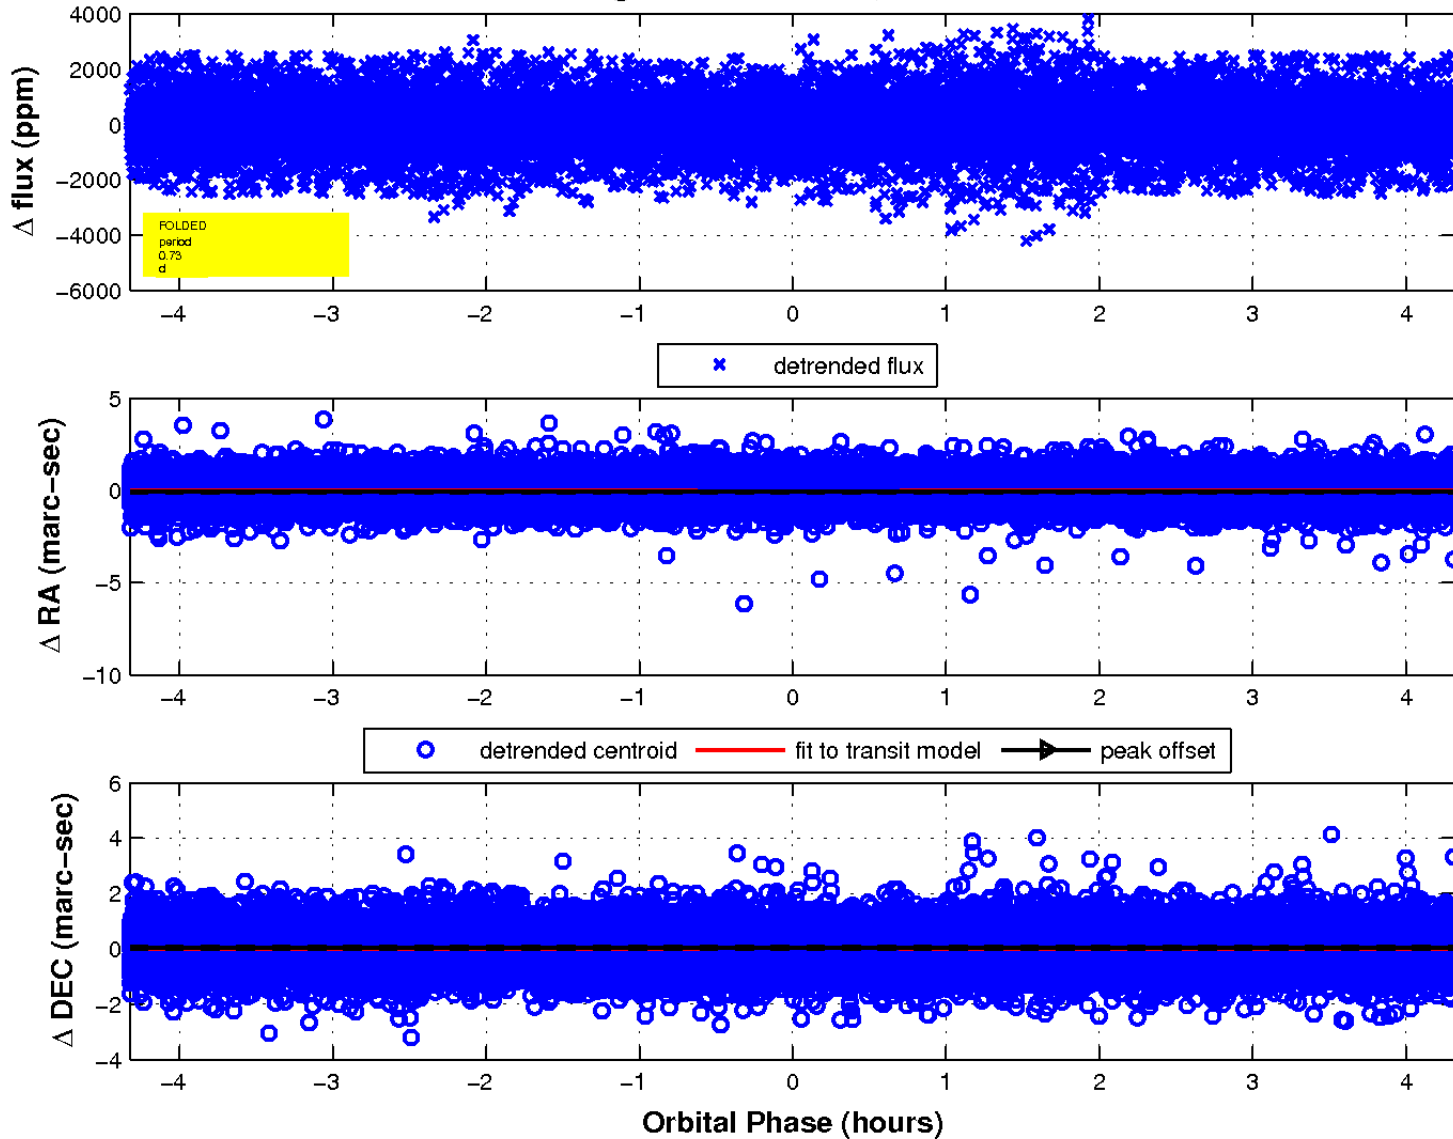 4000
2000
0
−2000
−4000
−6000
Δ flux (ppm)
FOLDED
period
0.73
d
−4 −3 −2 −1 0 1 2 3 4
detrended flux
5
0
−5
−10
Δ RA (marc−sec)
−4 −3 −2 −1 0 1 2 3 4
detrended centroid fit to transit model peak offset
6
4
2
0
−2
−4
Δ DEC (marc−sec)
−4 −3 −2 −1 0 1 2 3 4
Orbital Phase (hours)